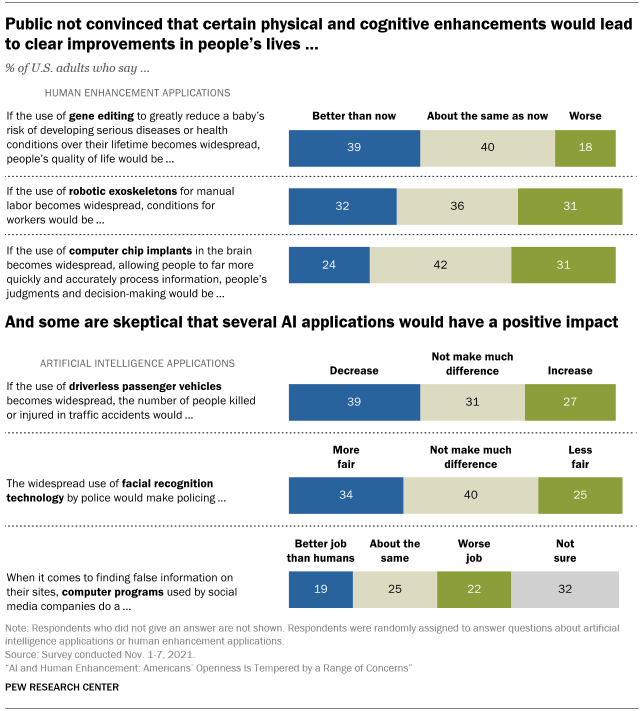 Public not convinced that certain physical and cognitive enhancements would lead
to clear improvements in people's lives ...
% of U.S. adults who say ...
HUMAN ENHANCEMENT APPLICATIONS
If the use of gene editing to greatly reduce a baby's
risk of developing serious diseases or health
conditions over their lifetime becomes widespread,
people's quality of life would be ...
Better than now About the same as now Worse
39 40 18
If the use of robotic exoskeletons for manual
labor becomes widespread, conditions for
workers would be ...
32 36 31
If the use of computer chip implants in the brain
becomes widespread, allowing people to far more
quickly and accurately process information, people's
judgments and decision-making would be ...
24 42 31
And some are skeptical that several AI applications would have a positive impact
ARTIFICIAL INTELLIGENCE APPLICATIONS
If the use of driverless passenger vehicles
becomes widespread, the number of people killed
or injured in traffic accidents would ...
Decrease Not make much difference Increase
39 31 27
More fair Not make much difference Less fair
The widespread use of facial recognition
technology by police would make policing ...
34 40 25
Better job than humans About the same Worse job Not sure
When it comes to finding false information on
their sites, computer programs used by social
media companies do a ...
19 25 22 32
Note: Respondents who did not give an answer are not shown. Respondents were randomly assigned to answer questions about artificial
intelligence applications or human enhancement applications.
Source: Survey conducted Nov. 1-7, 2021.
"AI and Human Enhancement: Americans' Openness Is Tempered by a Range of Concerns"
PEW RESEARCH CENTER